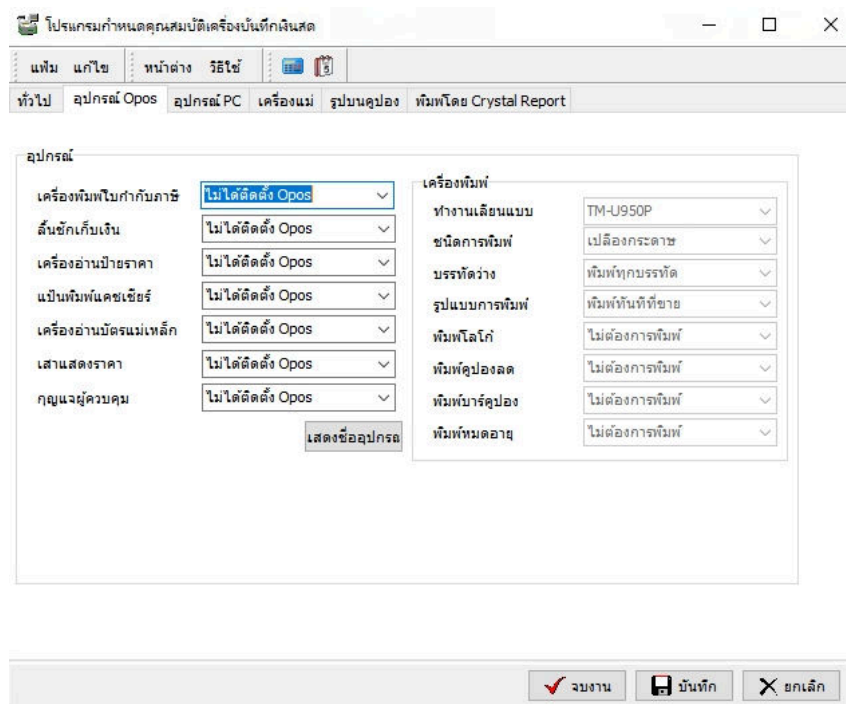 โปรแกรมกำหนดคุณสมบัติเครื่องบันทึกเงินสด
แฟ้ม แก้ไข หน้าต่าง วิธีใช้
ทั่วไป อุปกรณ์ Opos อุปกรณ์ PC เครื่องแม่ รูปบนคูปอง พิมพ์โดย Crystal Report
อุปกรณ์
เครื่องพิมพ์ใบกำกับภาษี ไม่ได้ติดตั้ง Opos
ลิ้นชักเก็บเงิน ไม่ได้ติดตั้ง Opos
เครื่องอ่านป้ายราคา ไม่ได้ติดตั้ง Opos
แป้นพิมพ์แคชเชียร์ ไม่ได้ติดตั้ง Opos
เครื่องอ่านบัตรแม่เหล็ก ไม่ได้ติดตั้ง Opos
เสาแสดงราคา ไม่ได้ติดตั้ง Opos
กุญแจผู้ควบคุม ไม่ได้ติดตั้ง Opos
แสดงชื่ออุปกรณ
เครื่องพิมพ์
ทำงานเลียนแบบ TM-U950P
ชนิดการพิมพ์ เปลืองกระดาษ
บรรทัดว่าง พิมพ์ทุกบรรทัด
รูปแบบการพิมพ์ พิมพ์ทันทีที่ขาย
พิมพ์โลโก้ ไม่ต้องการพิมพ์
พิมพ์คูปองลด ไม่ต้องการพิมพ์
พิมพ์บาร์คูปอง ไม่ต้องการพิมพ์
พิมพ์หมดอายุ ไม่ต้องการพิมพ์
จบงาน บันทึก ยกเลิก